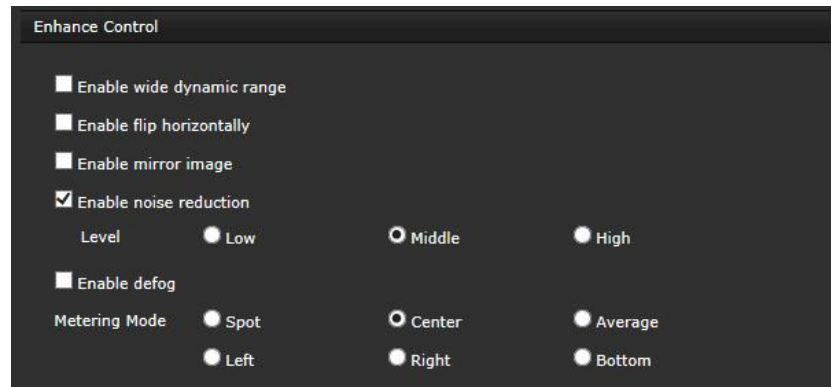 Enhance Control
Enable wide dynamic range
Enable flip horizontally
Enable mirror image
Enable noise reduction
Level Low Middle High
Enable defog
Metering Mode Spot Center Average
Left Right Bottom